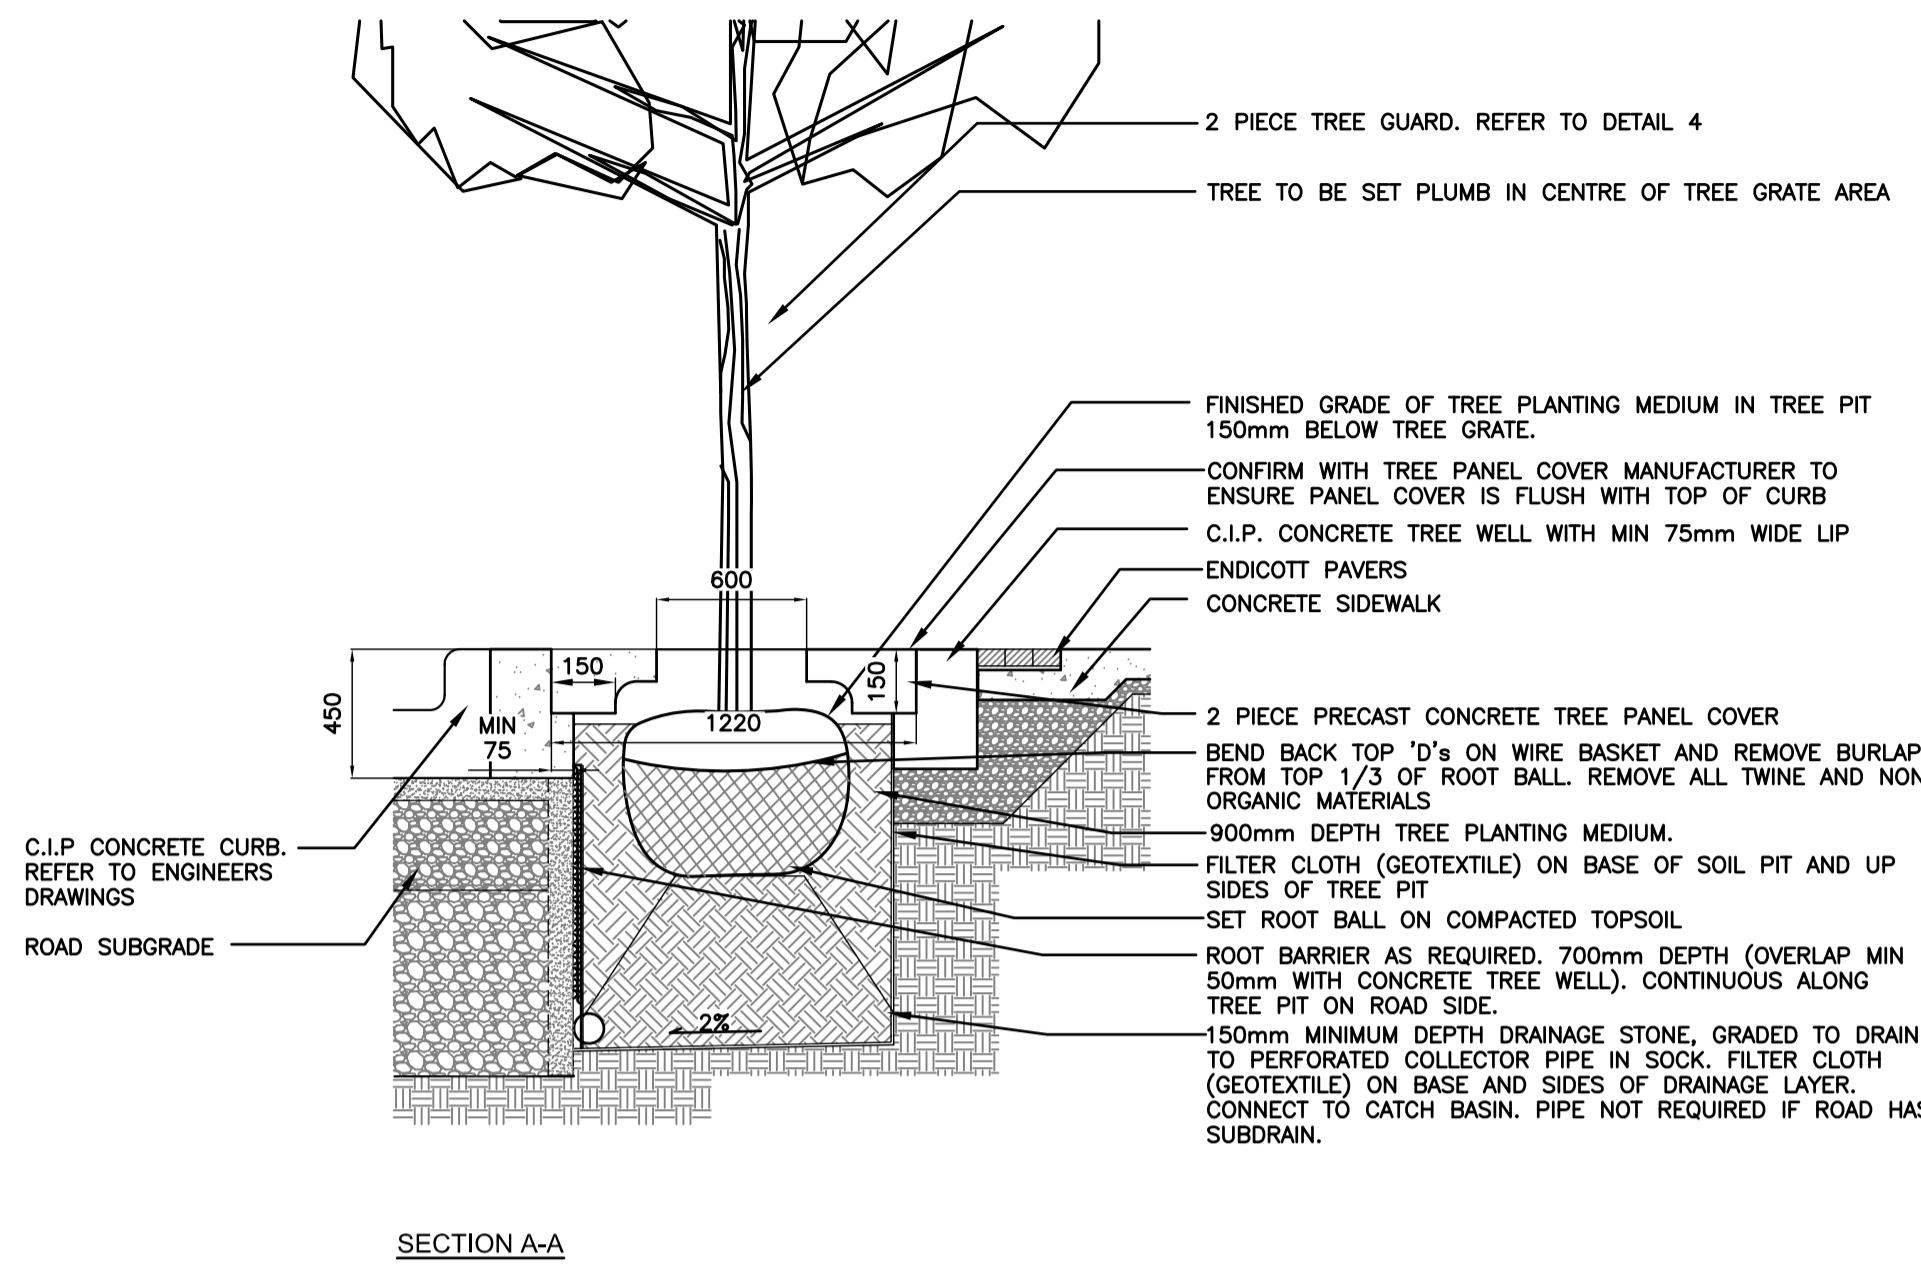 2 PIECE TREE GUARD. REFER TO DETAIL 4
TREE TO BE SET PLUMB IN CENTRE OF TREE GRATE AREA
FINISHED GRADE OF TREE PLANTING MEDIUM IN TREE PIT
150mm BELOW TREE GRATE.
CONFIRM WITH TREE PANEL COVER MANUFACTURER TO
ENSURE PANEL COVER IS FLUSH WITH TOP OF CURB
C.I.P. CONCRETE TREE WELL WITH MIN 75mm WIDE LIP
ENDICOTT PAVERS
CONCRETE SIDEWALK
600
150
150
450
MIN
75
1220
2 PIECE PRECAST CONCRETE TREE PANEL COVER
BEND BACK TOP 'D's ON WIRE BASKET AND REMOVE BURLAP
FROM TOP 1/3 OF ROOT BALL. REMOVE ALL TWINE AND NON
ORGANIC MATERIALS
900mm DEPTH TREE PLANTING MEDIUM.
FILTER CLOTH (GEOTEXTILE) ON BASE OF SOIL PIT AND UP
SIDES OF TREE PIT
SET ROOT BALL ON COMPACTED TOPSOIL
ROOT BARRIER AS REQUIRED. 700mm DEPTH (OVERLAP MIN
50mm WITH CONCRETE TREE WELL). CONTINUOUS ALONG
TREE PIT ON ROAD SIDE.
150mm MINIMUM DEPTH DRAINAGE STONE, GRADED TO DRAIN
TO PERFORATED COLLECTOR PIPE IN SOCK. FILTER CLOTH
(GEOTEXTILE) ON BASE AND SIDES OF DRAINAGE LAYER.
CONNECT TO CATCH BASIN. PIPE NOT REQUIRED IF ROAD HAS
SUBDRAIN.
C.I.P CONCRETE CURB.
REFER TO ENGINEERS
DRAWINGS
ROAD SUBGRADE
2%
SECTION A-A